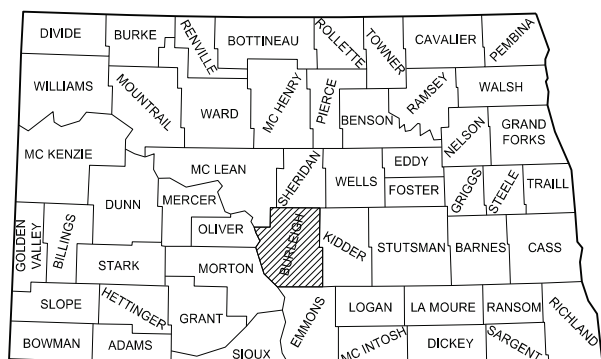 DIVIDE
BURKE
RENVILLE
BOTTINEAU
ROLLETTE
TOWNER
CAVALIER
PEMBINA
WILLIAMS
MOUNTRAIL
WARD
MC HENRY
PIERCE
BENSON
RAMSEY
WALSH
NELSON
GRAND
FORKS
MC KENZIE
MC LEAN
SHERIDAN
WELLS
EDDY
FOSTER
GRIGGS
STEELE
TRAILL
DUNN
MERCER
OLIVER
BURLEIGH
KIDDER
STUTSMAN
BARNES
CASS
GOLDEN
VALLEY
BILLINGS
STARK
MORTON
SLOPE
HETTINGER
GRANT
EMMONS
LOGAN
LA MOURE
RANSOM
RICHLAND
BOWMAN
ADAMS
SIOUX
MC INTOSH
DICKEY
SARGENT